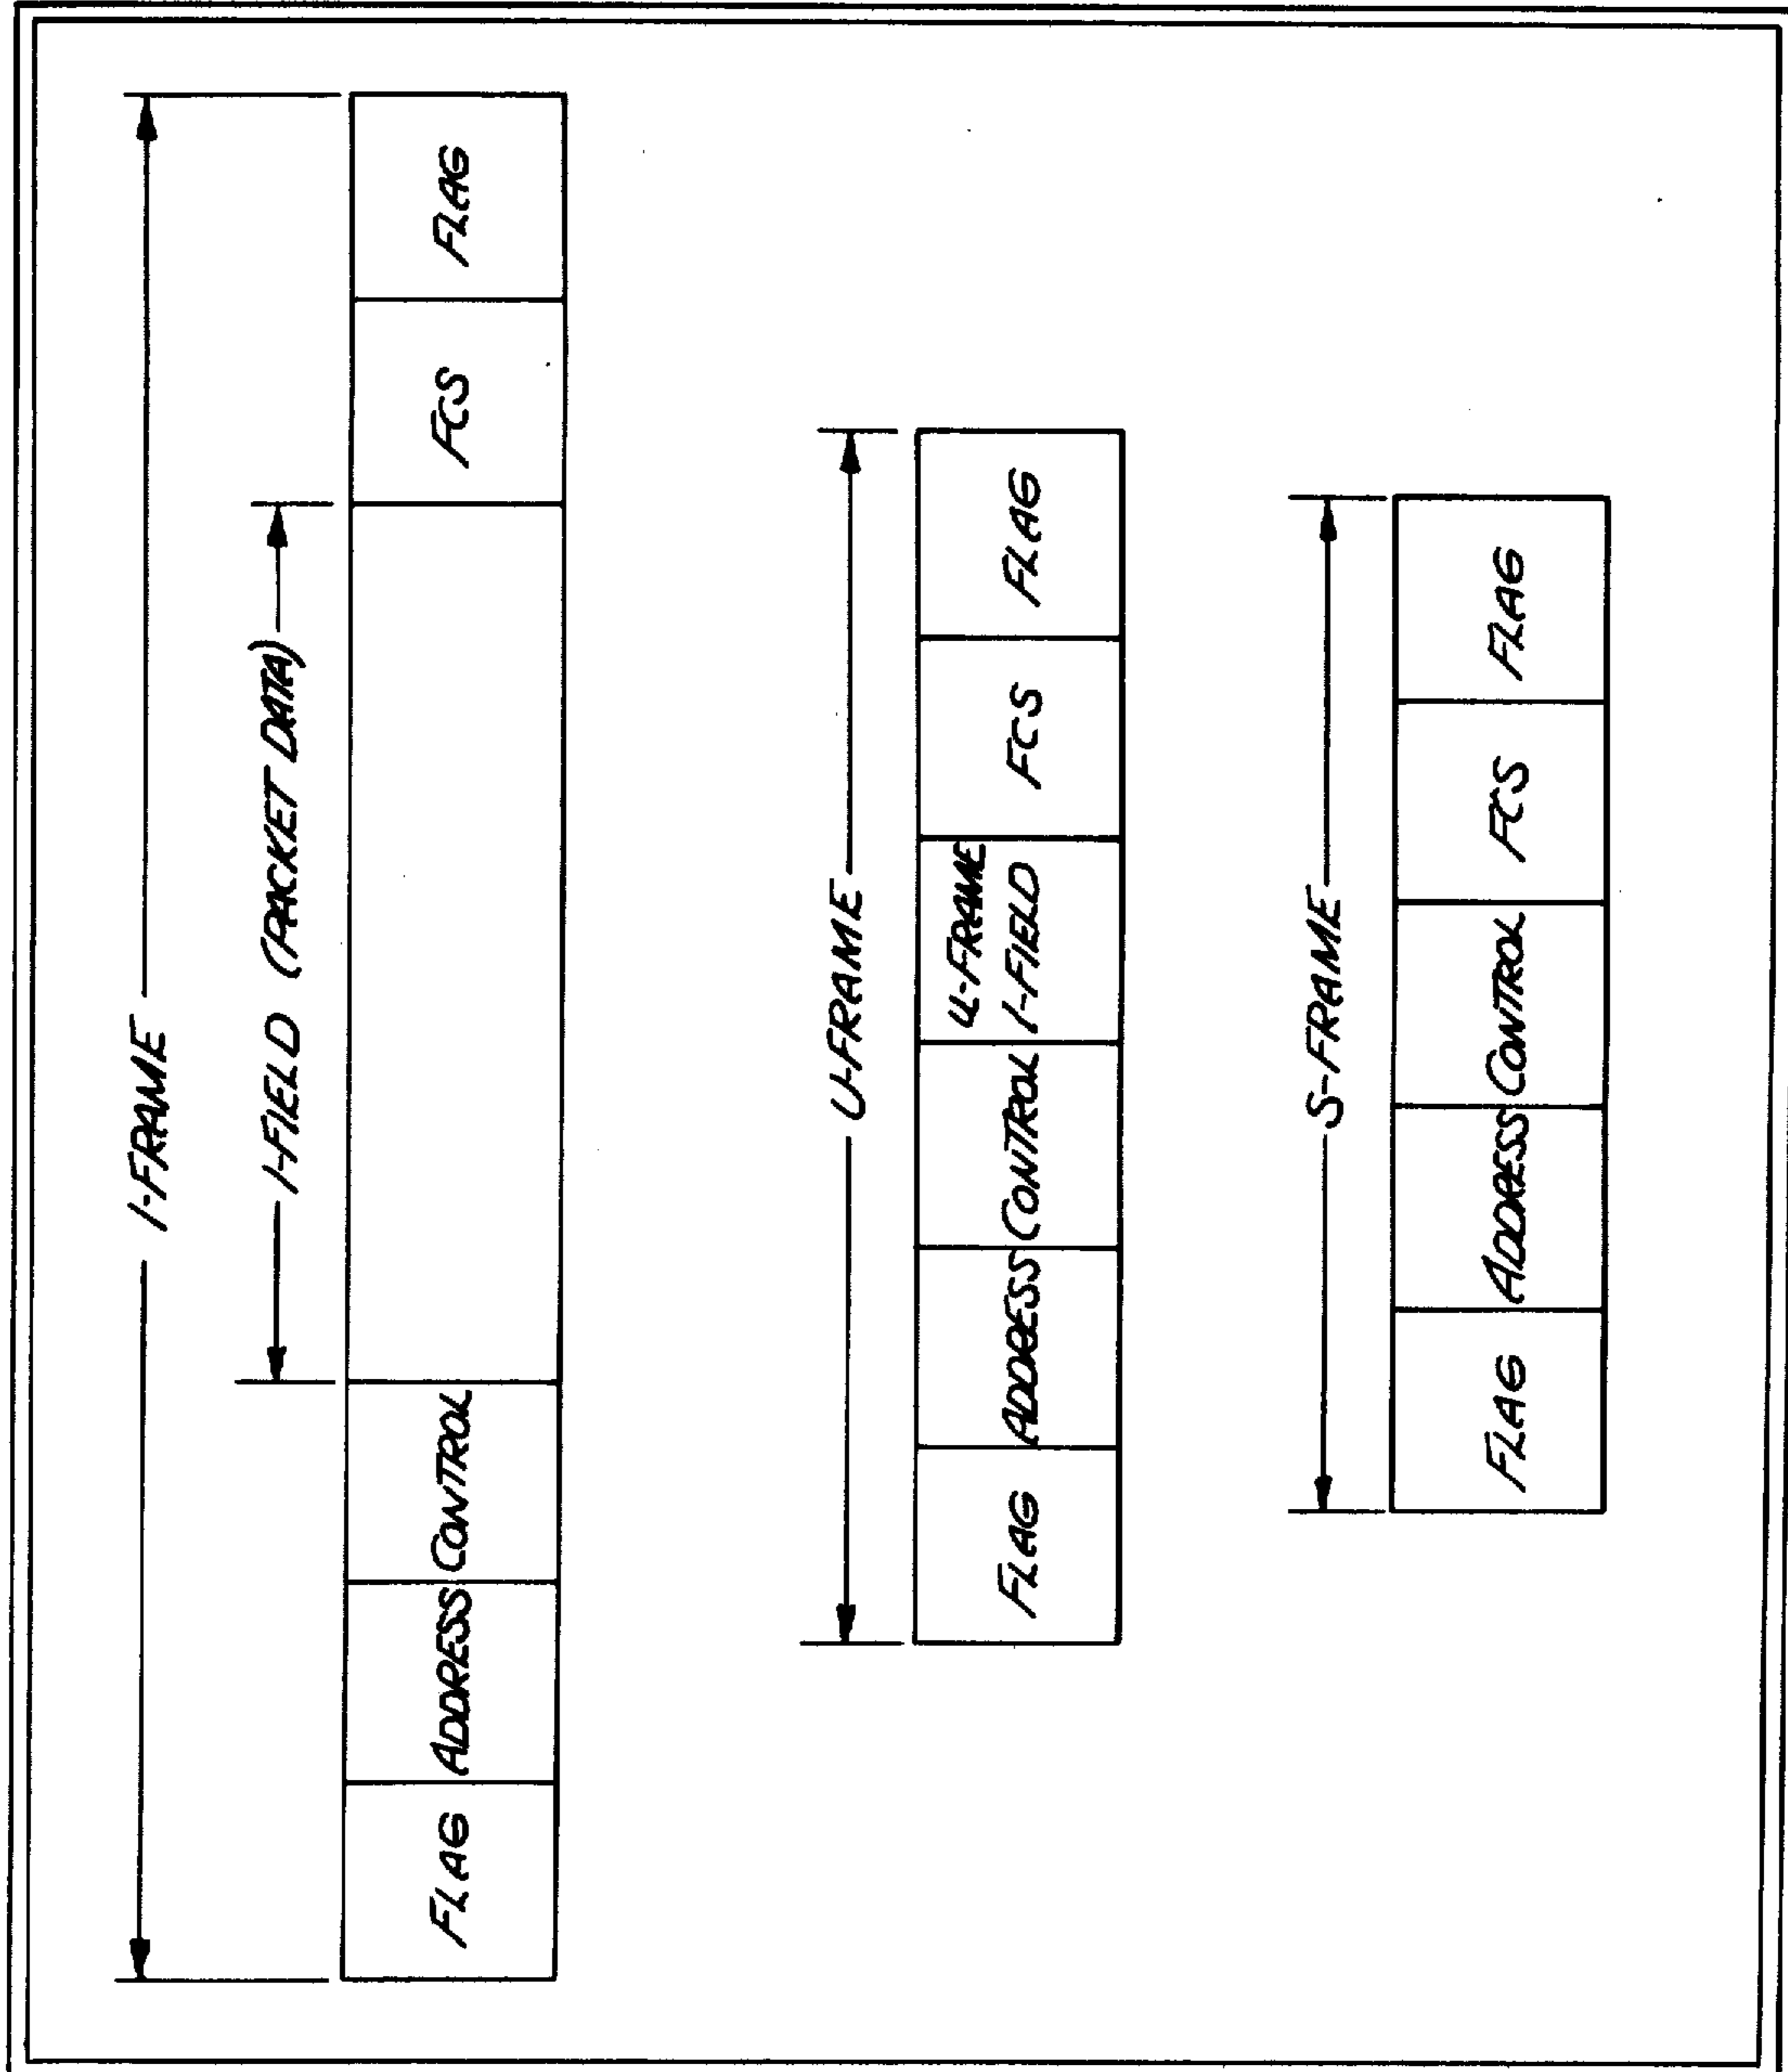 I-FRAME
I-FIELD (PACKET DATA)
FLAG ADDRESS CONTROL FCS FLAG
U-FRAME
FLAG ADDRESS CONTROL U-FRAME I-FIELD FCS FLAG
S-FRAME
FLAG ADDRESS CONTROL FCS FLAG